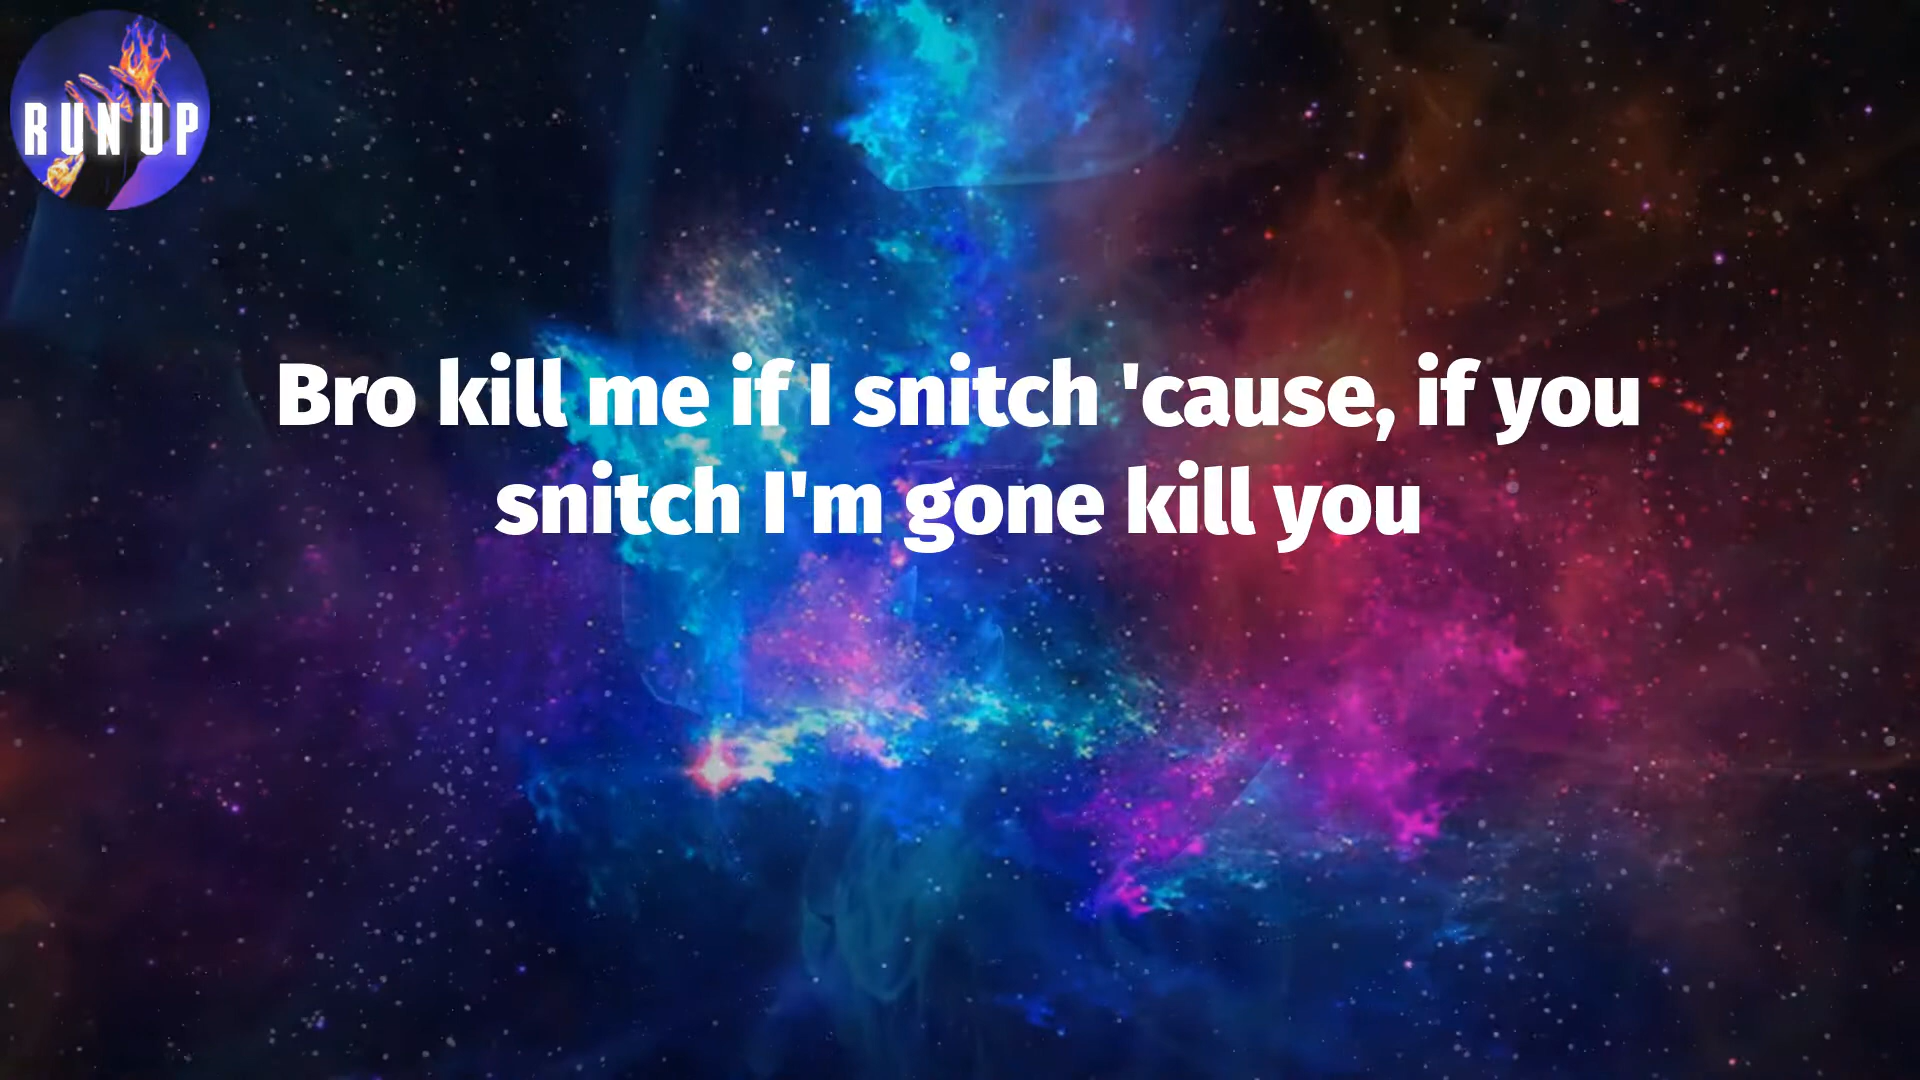 RUN UP
Bro kill me if I snitch 'cause, if you
snitch I'm gone kill you